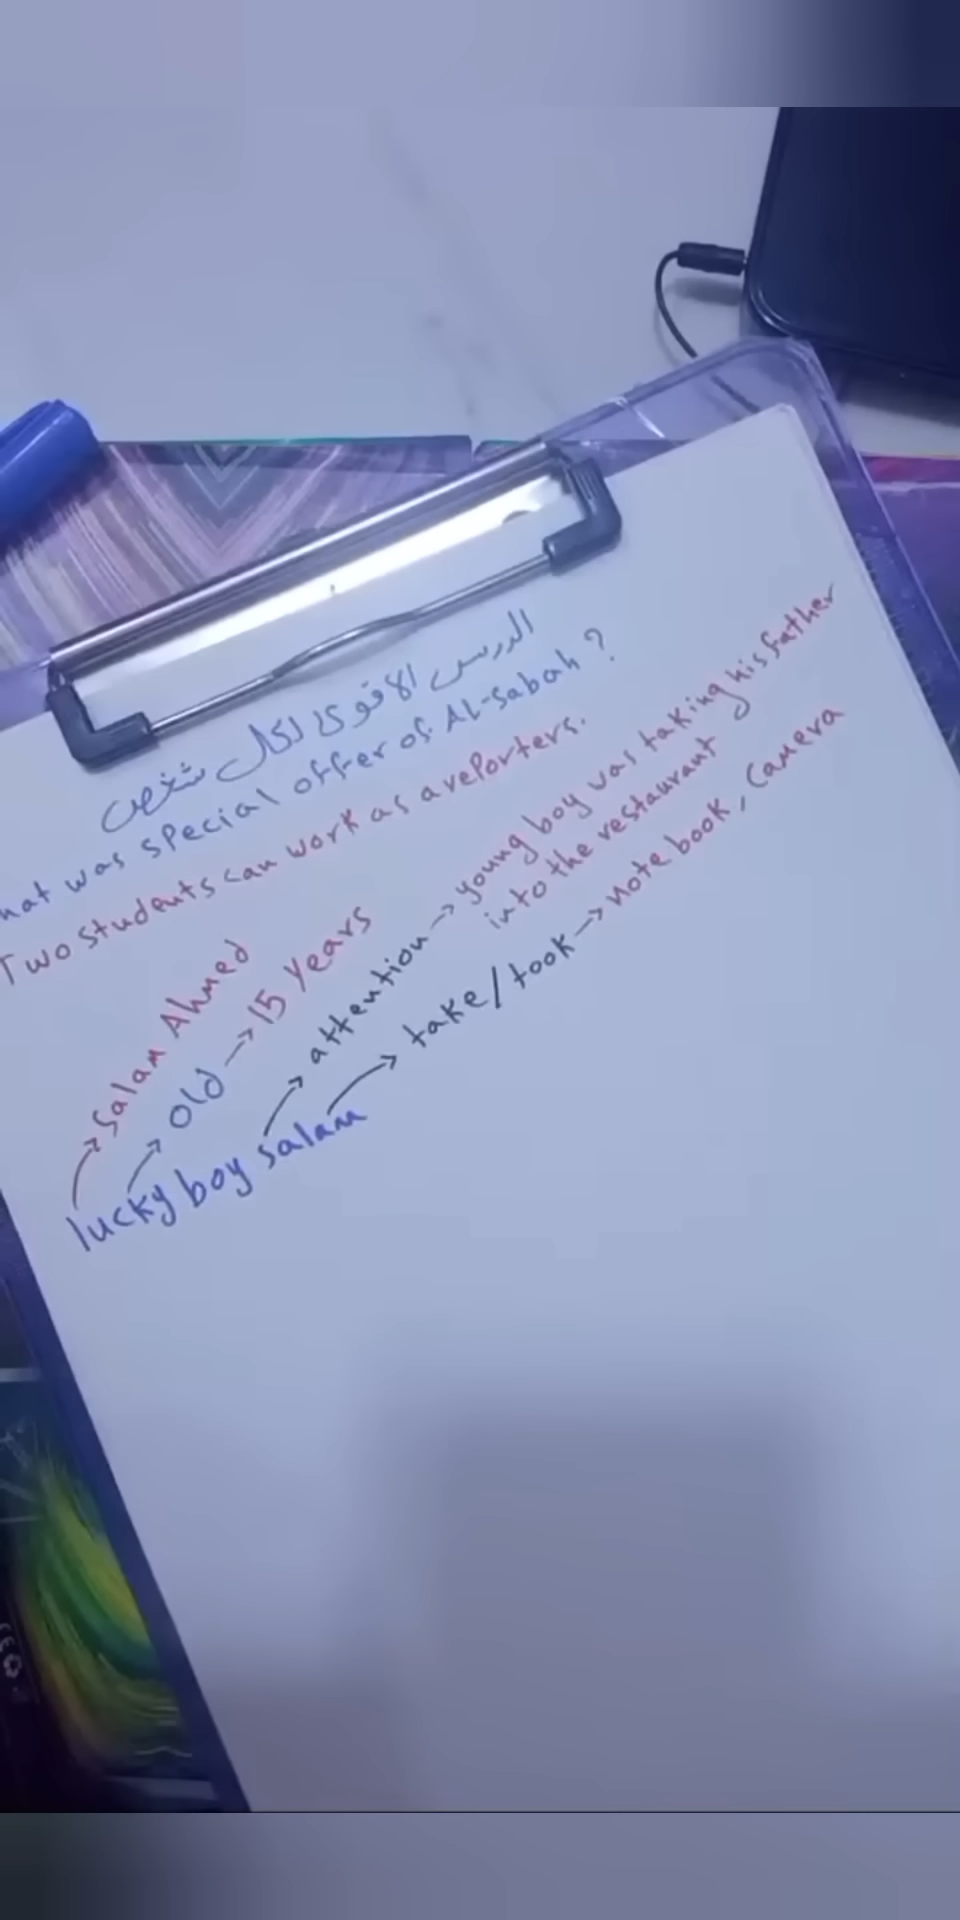 الدرس الاقوى لكل شخص
hat was special offer of AL-sabah ?
Two students can work as a reporters.
Salam Ahmed
old → 15 years
attention → young boy was taking his father
into the restaurant
take / took → note book, camera
lucky boy salam